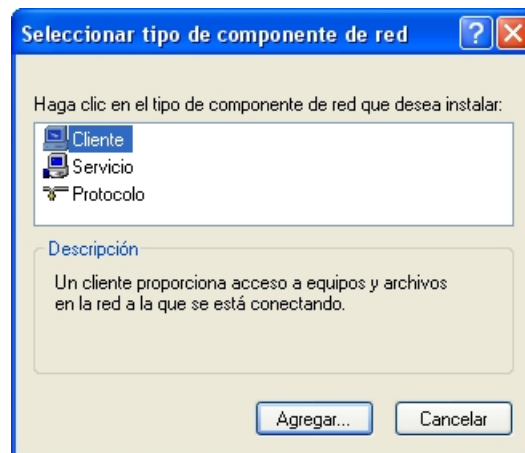 Seleccionar tipo de componente de red
Haga clic en el tipo de componente de red que desea instalar:
Cliente
Servicio
Protocolo
Descripción
Un cliente proporciona acceso a equipos y archivos
en la red a la que se está conectando.
Agregar...
Cancelar